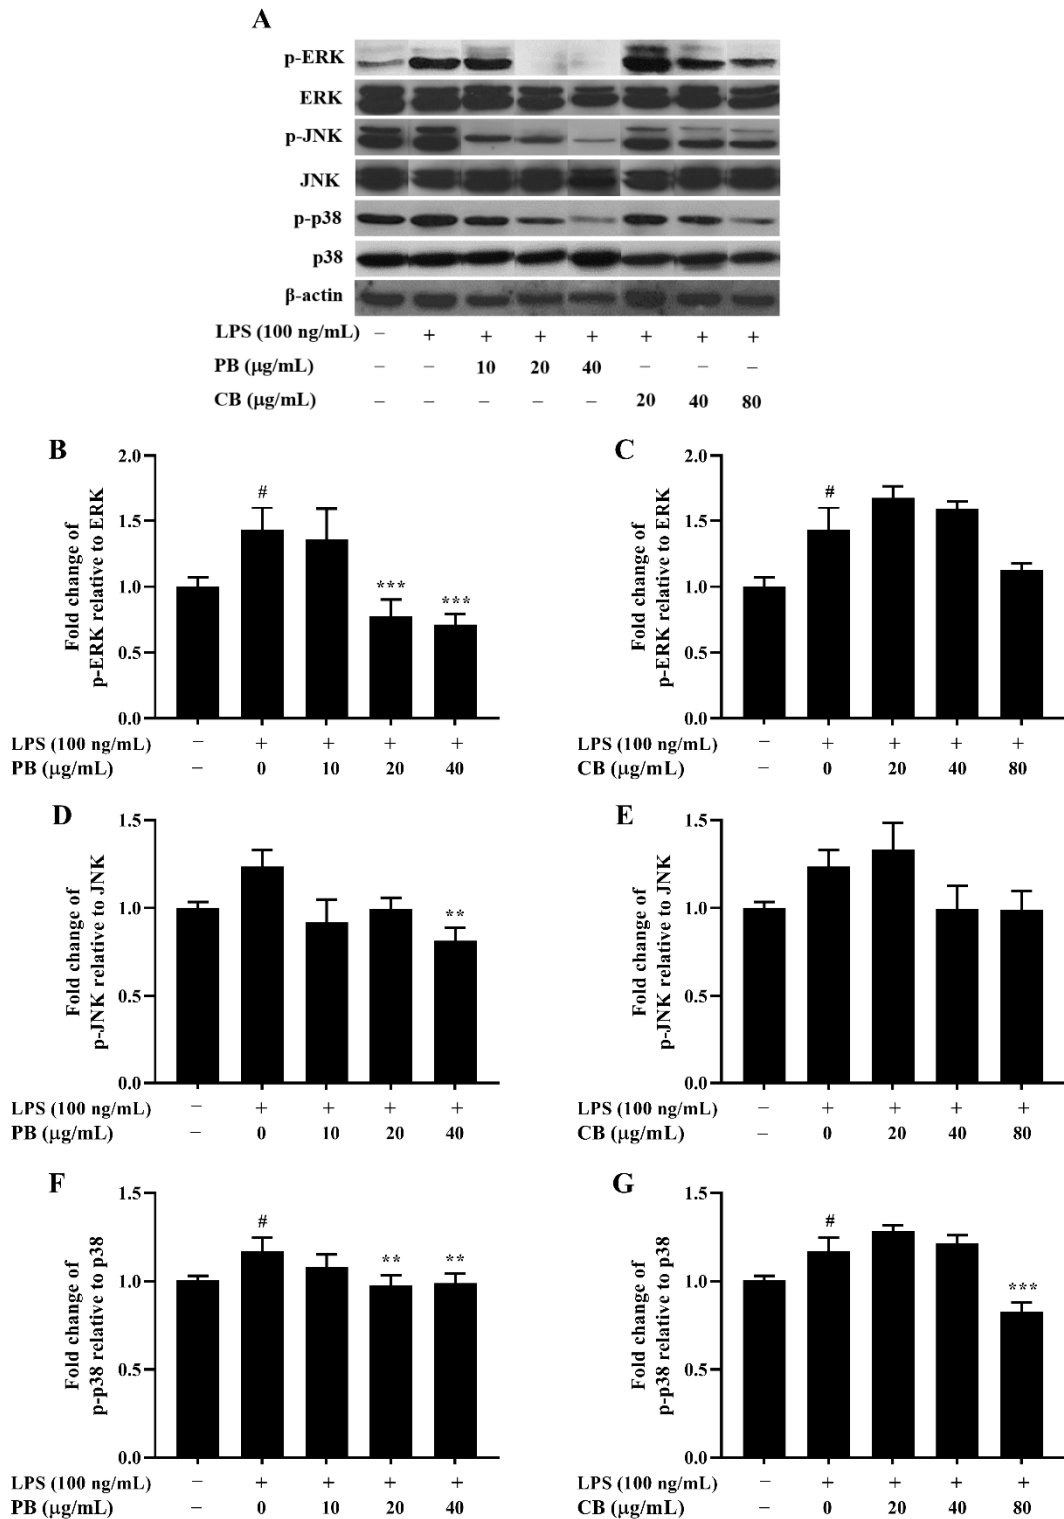 A
p-ERK
ERK
p-JNK
JNK
p-p38
p38
β-actin
LPS (100 ng/mL) – + + + + + + +
PB (μg/mL) – – 10 20 40 – – –
CB (μg/mL) – – – – – 20 40 80
B
Fold change of
p-ERK relative to ERK
2.0
1.5
1.0
0.5
0.0
#
***
***
LPS (100 ng/mL) – + + + +
PB (μg/mL) – 0 10 20 40
C
Fold change of
p-ERK relative to ERK
2.0
1.5
1.0
0.5
0.0
#
LPS (100 ng/mL) – + + + +
CB (μg/mL) – 0 20 40 80
D
Fold change of
p-JNK relative to JNK
1.5
1.0
0.5
0.0
**
LPS (100 ng/mL) – + + + +
PB (μg/mL) – 0 10 20 40
E
Fold change of
p-JNK relative to JNK
1.5
1.0
0.5
0.0
LPS (100 ng/mL) – + + + +
CB (μg/mL) – 0 20 40 80
F
Fold change of
p-p38 relative to p38
1.5
1.0
0.5
0.0
#
**
**
LPS (100 ng/mL) – + + + +
PB (μg/mL) – 0 10 20 40
G
Fold change of
p-p38 relative to p38
1.5
1.0
0.5
0.0
#
***
LPS (100 ng/mL) – + + + +
CB (μg/mL) – 0 20 40 80